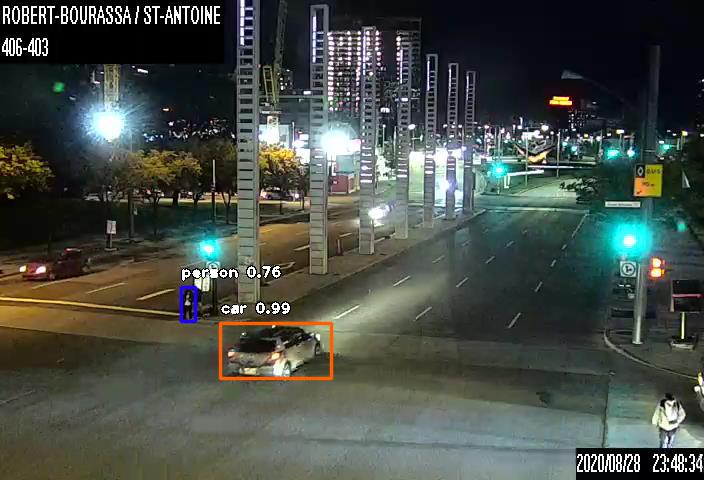 ROBERT-BOURASSA / ST-ANTOINE
406-403
person 0.76
car 0.99
2020/08/28 23:48:34